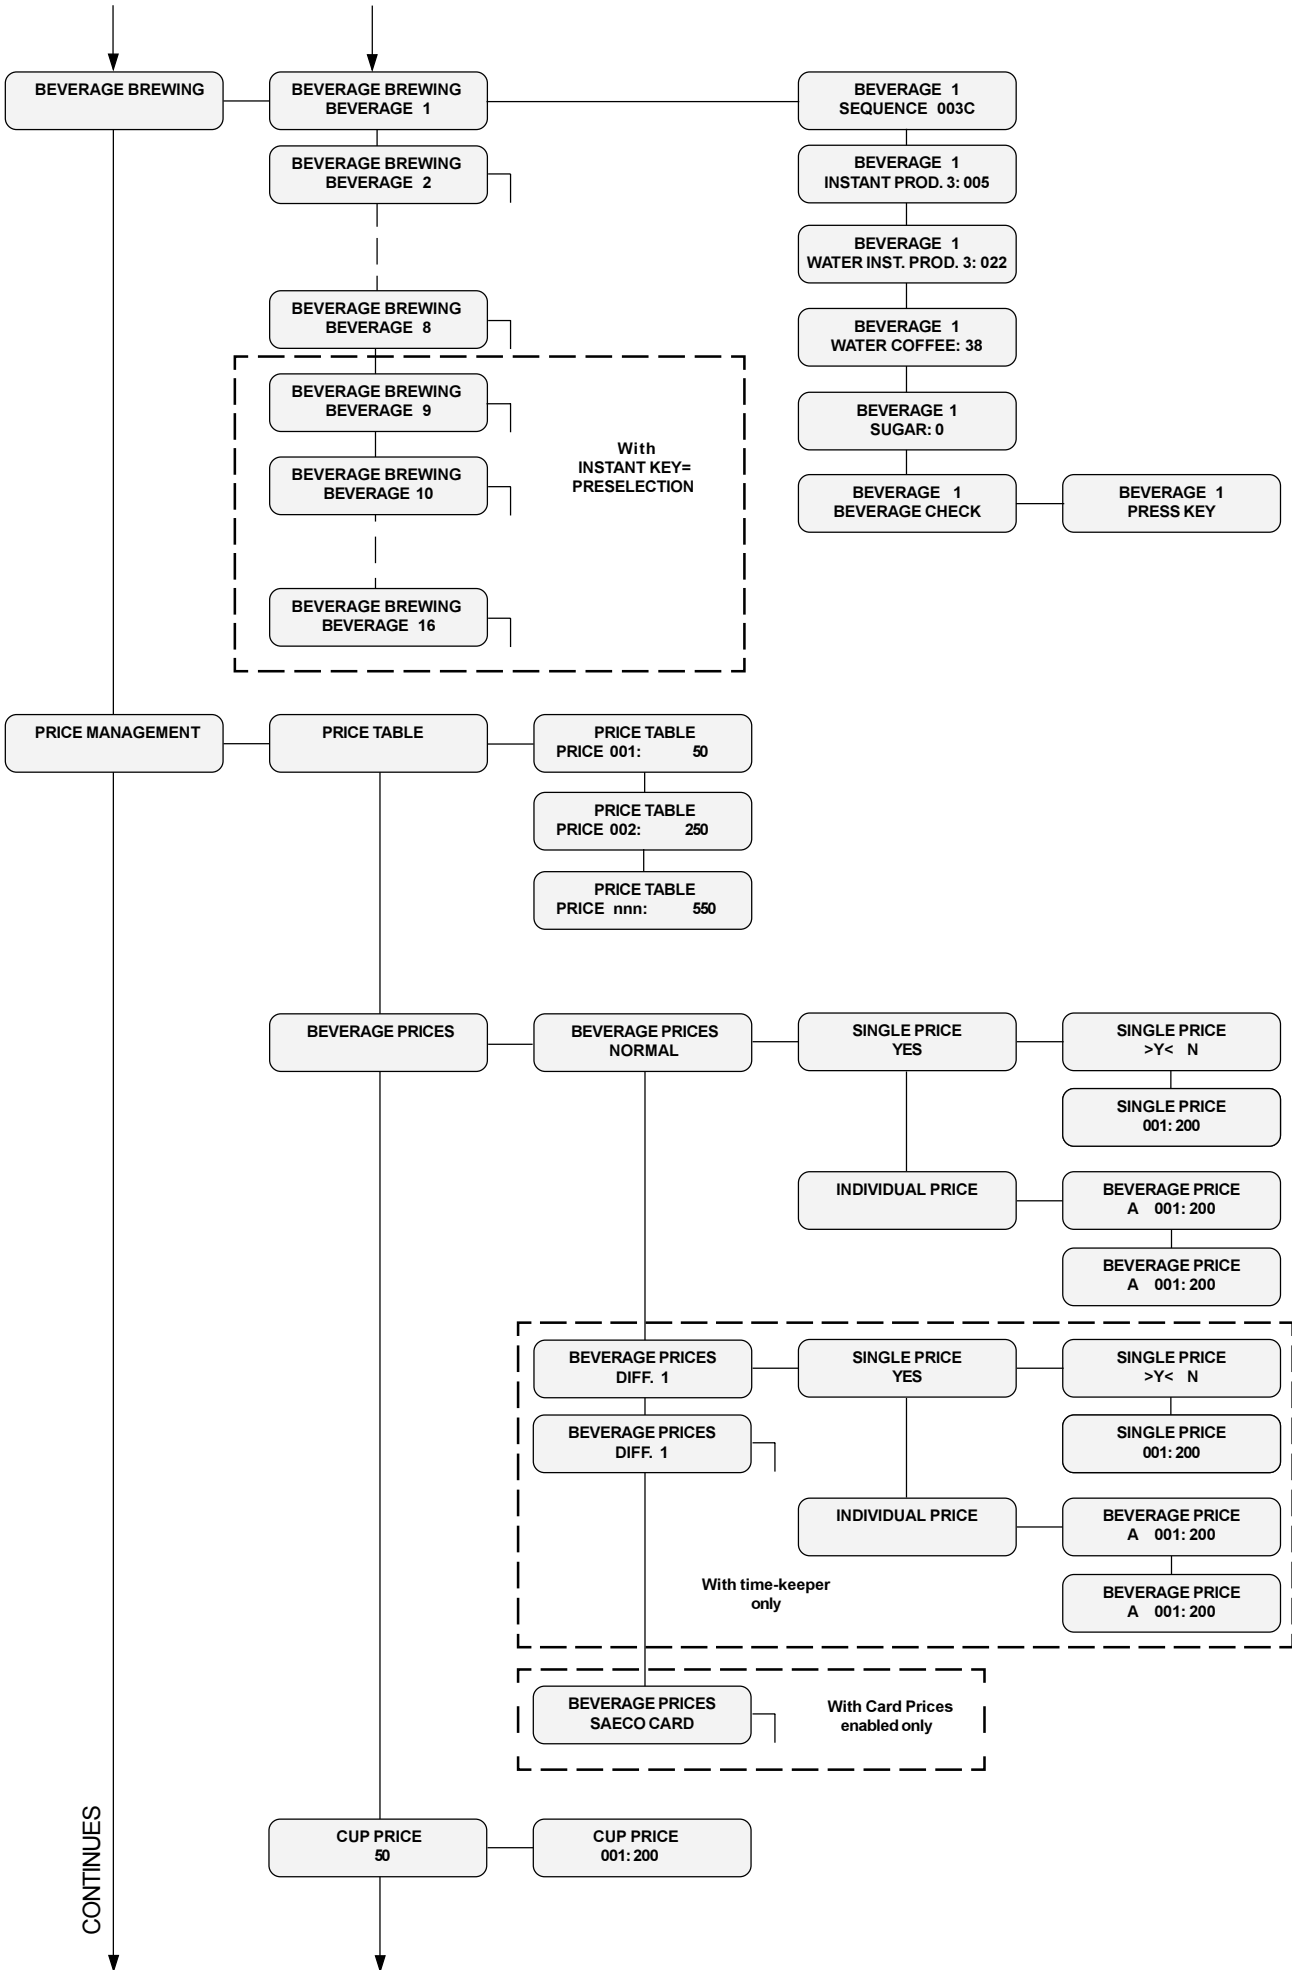 BEVERAGE BREWING
BEVERAGE BREWING
BEVERAGE 1
BEVERAGE 1
SEQUENCE 003C
BEVERAGE BREWING
BEVERAGE 2
BEVERAGE 1
INSTANT PROD. 3: 005
BEVERAGE 1
WATER INST. PROD. 3: 022
BEVERAGE BREWING
BEVERAGE 8
BEVERAGE 1
WATER COFFEE: 38
BEVERAGE BREWING
BEVERAGE 9
BEVERAGE 1
SUGAR: 0
With
INSTANT KEY=
PRESELECTION
BEVERAGE BREWING
BEVERAGE 10
BEVERAGE 1
BEVERAGE CHECK
BEVERAGE 1
PRESS KEY
BEVERAGE BREWING
BEVERAGE 16
PRICE MANAGEMENT
PRICE TABLE
PRICE TABLE
PRICE 001: 50
PRICE TABLE
PRICE 002: 250
PRICE TABLE
PRICE nnn: 550
BEVERAGE PRICES
BEVERAGE PRICES
NORMAL
SINGLE PRICE
YES
SINGLE PRICE
>Y< N
SINGLE PRICE
001: 200
INDIVIDUAL PRICE
BEVERAGE PRICE
A 001: 200
BEVERAGE PRICE
A 001: 200
BEVERAGE PRICES
DIFF. 1
SINGLE PRICE
YES
SINGLE PRICE
>Y< N
BEVERAGE PRICES
DIFF. 1
SINGLE PRICE
001: 200
INDIVIDUAL PRICE
BEVERAGE PRICE
A 001: 200
With time-keeper
only
BEVERAGE PRICE
A 001: 200
BEVERAGE PRICES
SAECO CARD
With Card Prices
enabled only
CUP PRICE
50
CUP PRICE
001: 200
CONTINUES